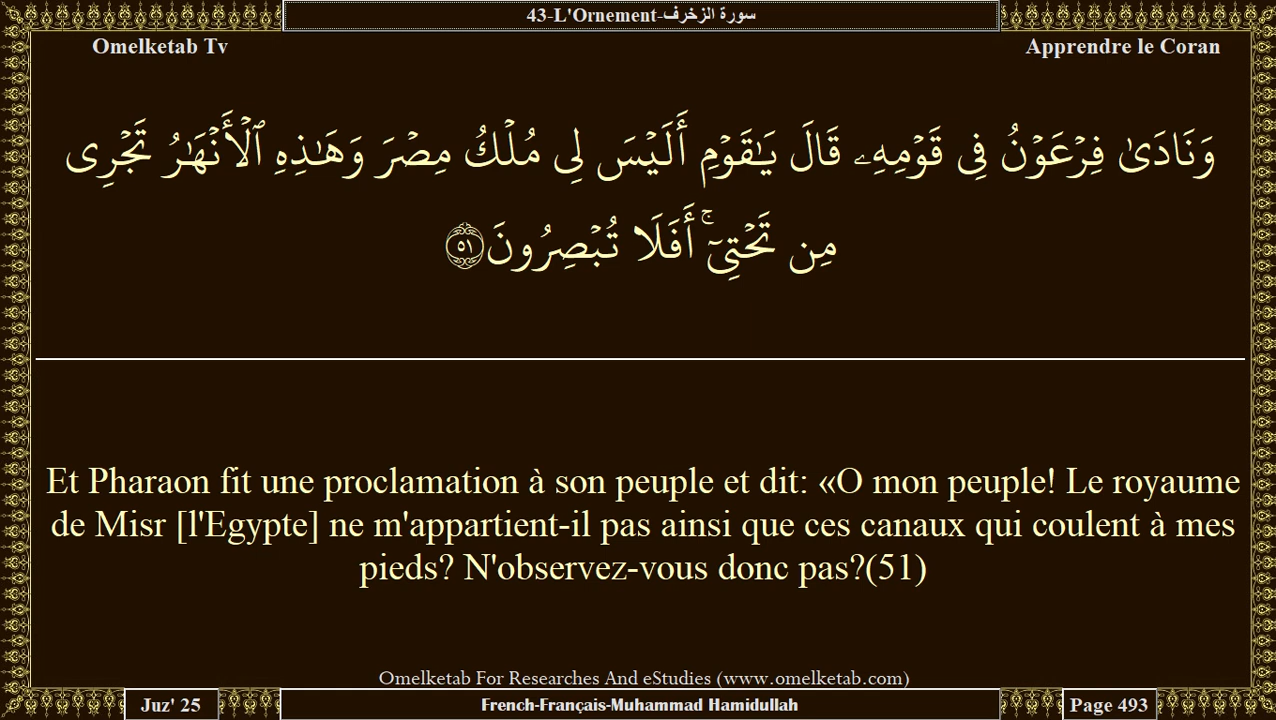 43-L'Ornement-سورة الزخرف
Omelketab Tv
Apprendre le Coran
وَنَادَىٰ فِرْعَوْنُ فِى قَوْمِهِۦ قَالَ يَـٰقَوْمِ أَلَيْسَ لِى مُلْكُ مِصْرَ وَهَـٰذِهِ ٱلْأَنْهَـٰرُ تَجْرِى
مِن تَحْتِىٓ ۖ أَفَلَا تُبْصِرُونَ ٥١
Et Pharaon fit une proclamation à son peuple et dit: «O mon peuple! Le royaume
de Misr [l'Egypte] ne m'appartient-il pas ainsi que ces canaux qui coulent à mes
pieds? N'observez-vous donc pas?(51)
Omelketab For Researches And eStudies (www.omelketab.com)
Juz' 25
French-Français-Muhammad Hamidullah
Page 493